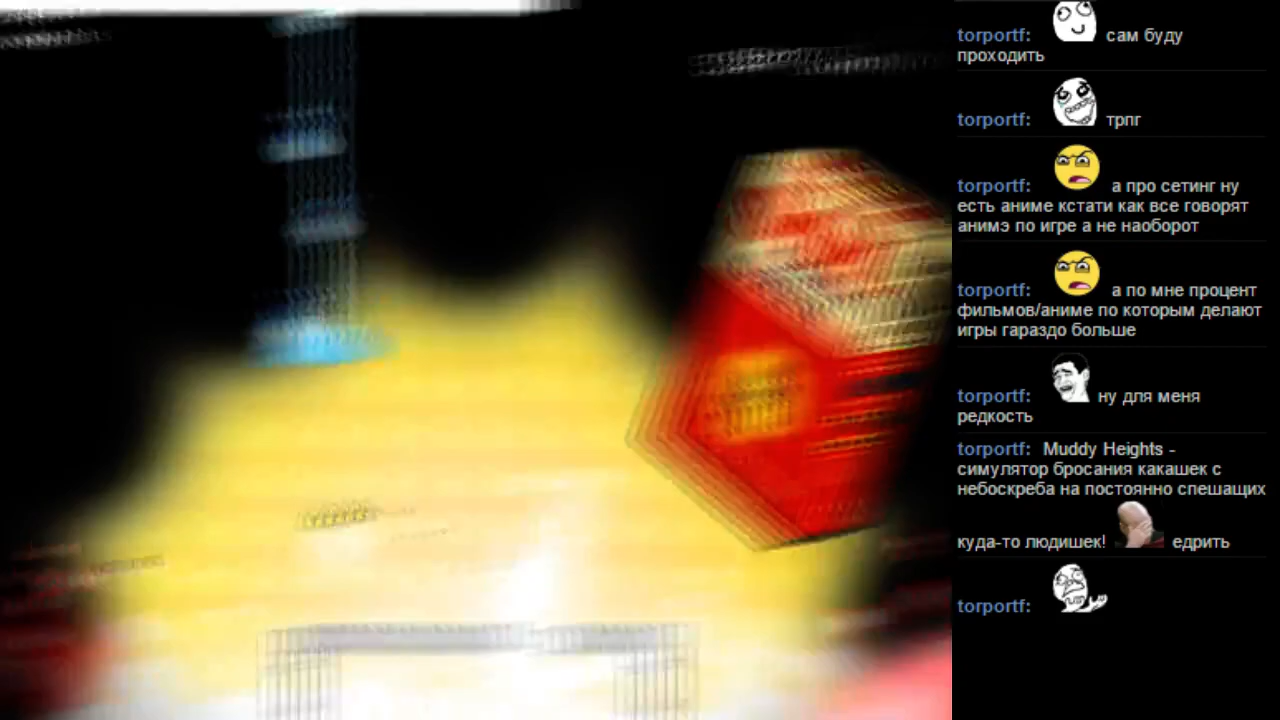 torportf: сам буду
проходить
torportf: трпг
torportf: а про сетинг ну
есть аниме кстати как все говорят
анимэ по игре а не наоборот
torportf: а по мне процент
фильмов/аниме по которым делают
игры гараздо больше
torportf: ну для меня
редкость
torportf: Muddy Heights -
симулятор бросания какашек с
небоскреба на постоянно спешащих
куда-то людишек! едрить
torportf: